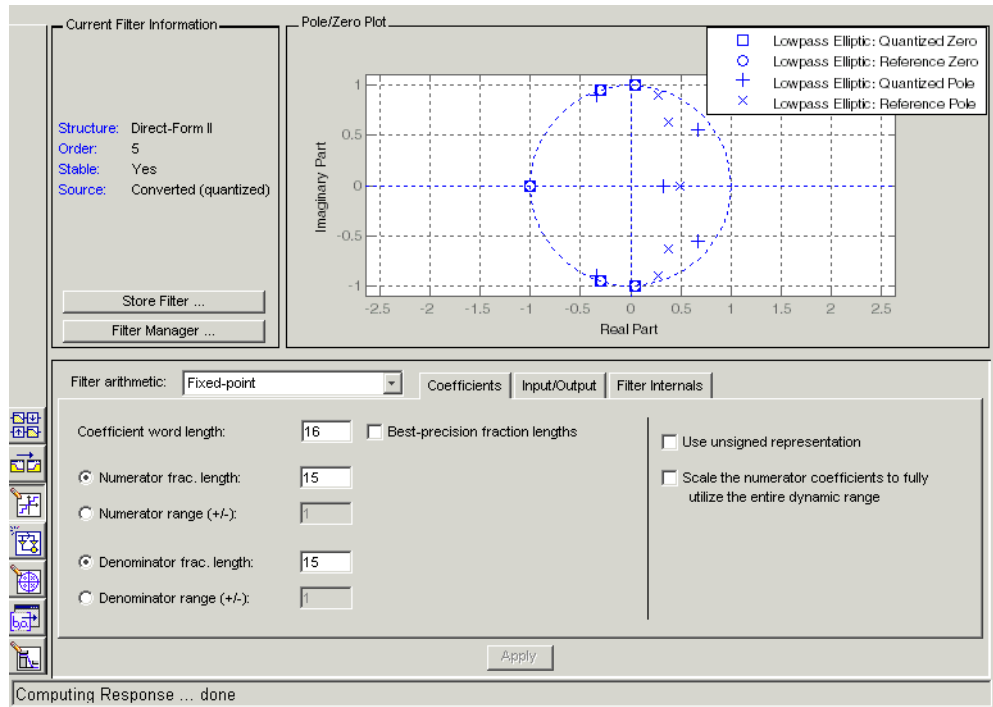 Current Filter Information
Structure: Direct-Form II
Order: 5
Stable: Yes
Source: Converted (quantized)
Store Filter ...
Filter Manager ...
Pole/Zero Plot
Lowpass Elliptic: Quantized Zero
Lowpass Elliptic: Reference Zero
Lowpass Elliptic: Quantized Pole
Lowpass Elliptic: Reference Pole
1
0.5
0
-0.5
-1
Imaginary Part
-2.5 -2 -1.5 -1 -0.5 0 0.5 1 1.5 2 2.5
Real Part
Filter arithmetic: Fixed-point
Coefficients Input/Output Filter Internals
Coefficient word length: 16 Best-precision fraction lengths
Numerator frac. length: 15
Numerator range (+/-): 1
Denominator frac. length: 15
Denominator range (+/-): 1
Use unsigned representation
Scale the numerator coefficients to fully
utilize the entire dynamic range
Apply
[b,a]
Computing Response ... done